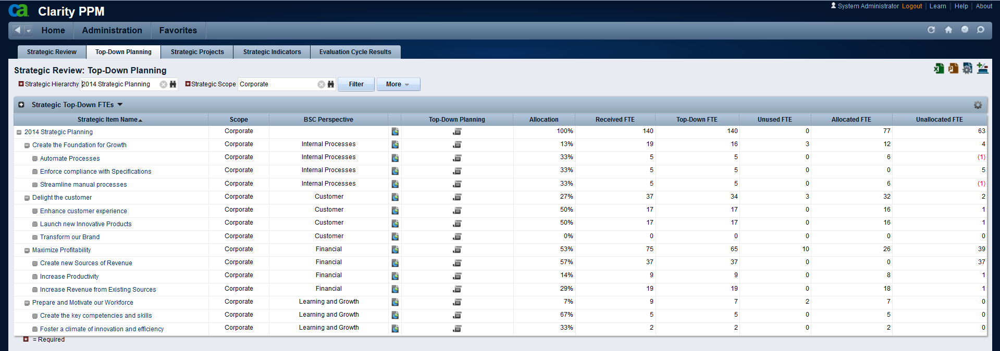 ca Clarity PPM
System Administrator Logout | Learn | Help | About
Home Administration Favorites
Strategic Review Top-Down Planning Strategic Projects Strategic Indicators Evaluation Cycle Results
Strategic Review: Top-Down Planning
Strategic Hierarchy 2014 Strategic Planning Strategic Scope Corporate Filter More
Strategic Top-Down FTEs
Strategic Item Name Scope BSC Perspective Top-Down Planning Allocation Received FTE Top-Down FTE Unused FTE Allocated FTE Unallocated FTE
2014 Strategic Planning Corporate 100% 140 140 0 77 63
Create the Foundation for Growth Corporate Internal Processes 13% 19 16 3 12 4
Automate Processes Corporate Internal Processes 33% 5 5 0 6 (1)
Enforce compliance with Specifications Corporate Internal Processes 33% 5 5 0 0 5
Streamline manual processes Corporate Internal Processes 33% 5 5 0 6 (1)
Delight the customer Corporate Customer 27% 37 34 3 32 2
Enhance customer experience Corporate Customer 50% 17 17 0 16 1
Launch new Innovative Products Corporate Customer 50% 17 17 0 16 1
Transform our Brand Corporate Customer 0% 0 0 0 0 0
Maximize Profitability Corporate Financial 53% 75 65 10 26 39
Create new Sources of Revenue Corporate Financial 57% 37 37 0 0 37
Increase Productivity Corporate Financial 14% 9 9 0 8 1
Increase Revenue from Existing Sources Corporate Financial 29% 19 19 0 18 1
Prepare and Motivate our Workforce Corporate Learning and Growth 7% 9 7 2 7 0
Create the key competencies and skills Corporate Learning and Growth 67% 5 5 0 5 0
Foster a climate of innovation and efficiency Corporate Learning and Growth 33% 2 2 0 2 0
= Required